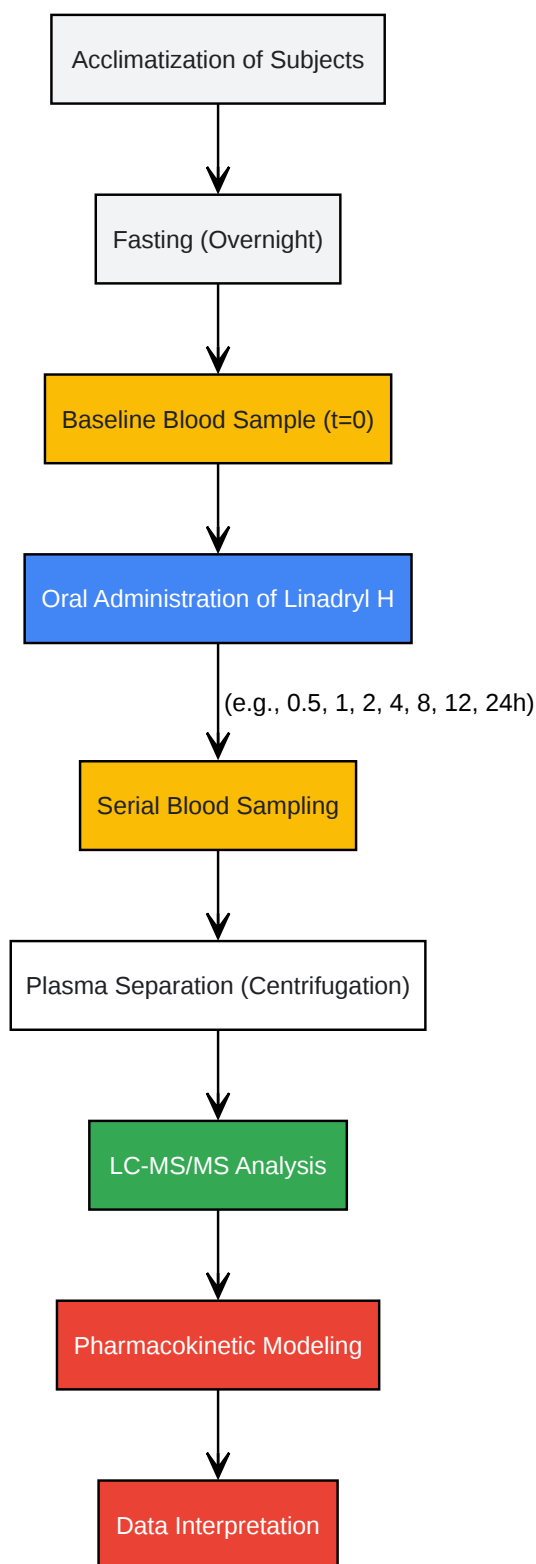 Acclimatization of Subjects
Fasting (Overnight)
Baseline Blood Sample (t=0)
Oral Administration of Linadryl H
(e.g., 0.5, 1, 2, 4, 8, 12, 24h)
Serial Blood Sampling
Plasma Separation (Centrifugation)
LC-MS/MS Analysis
Pharmacokinetic Modeling
Data Interpretation